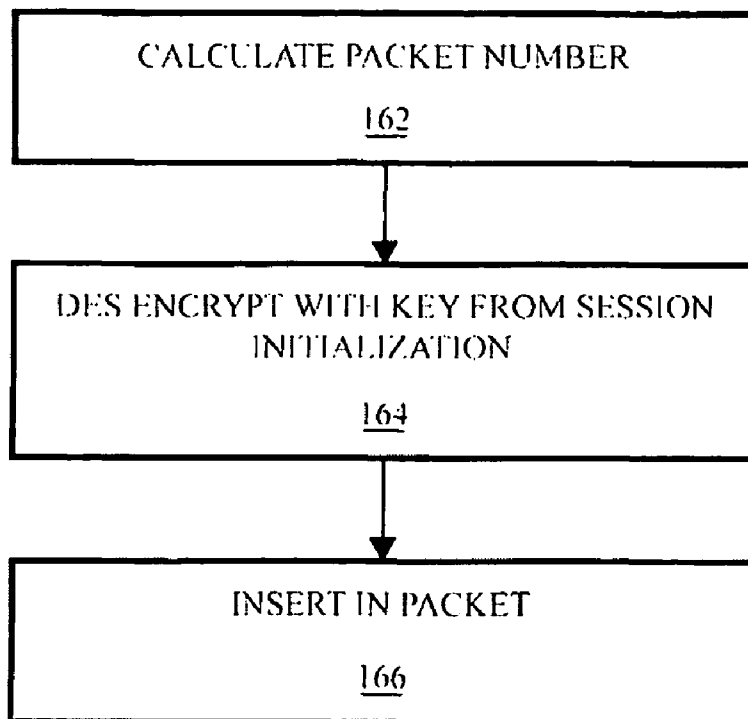 CALCULATE PACKET NUMBER
162
DES ENCRYPT WITH KEY FROM SESSION
INITIALIZATION
164
INSERT IN PACKET
166